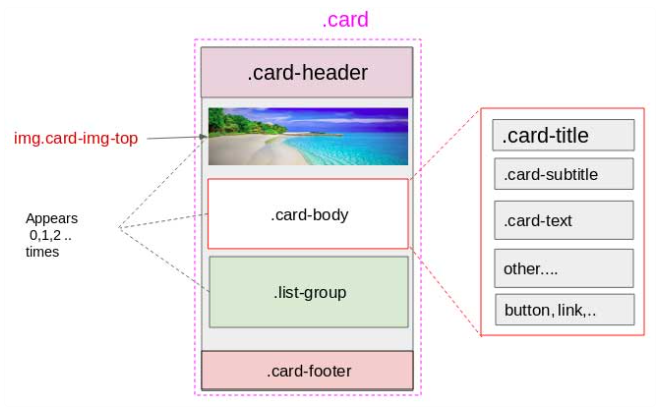 .card
.card-header
img.card-img-top
Appears
0,1,2 ..
times
.card-body
.list-group
.card-footer
.card-title
.card-subtitle
.card-text
other....
button, link,..